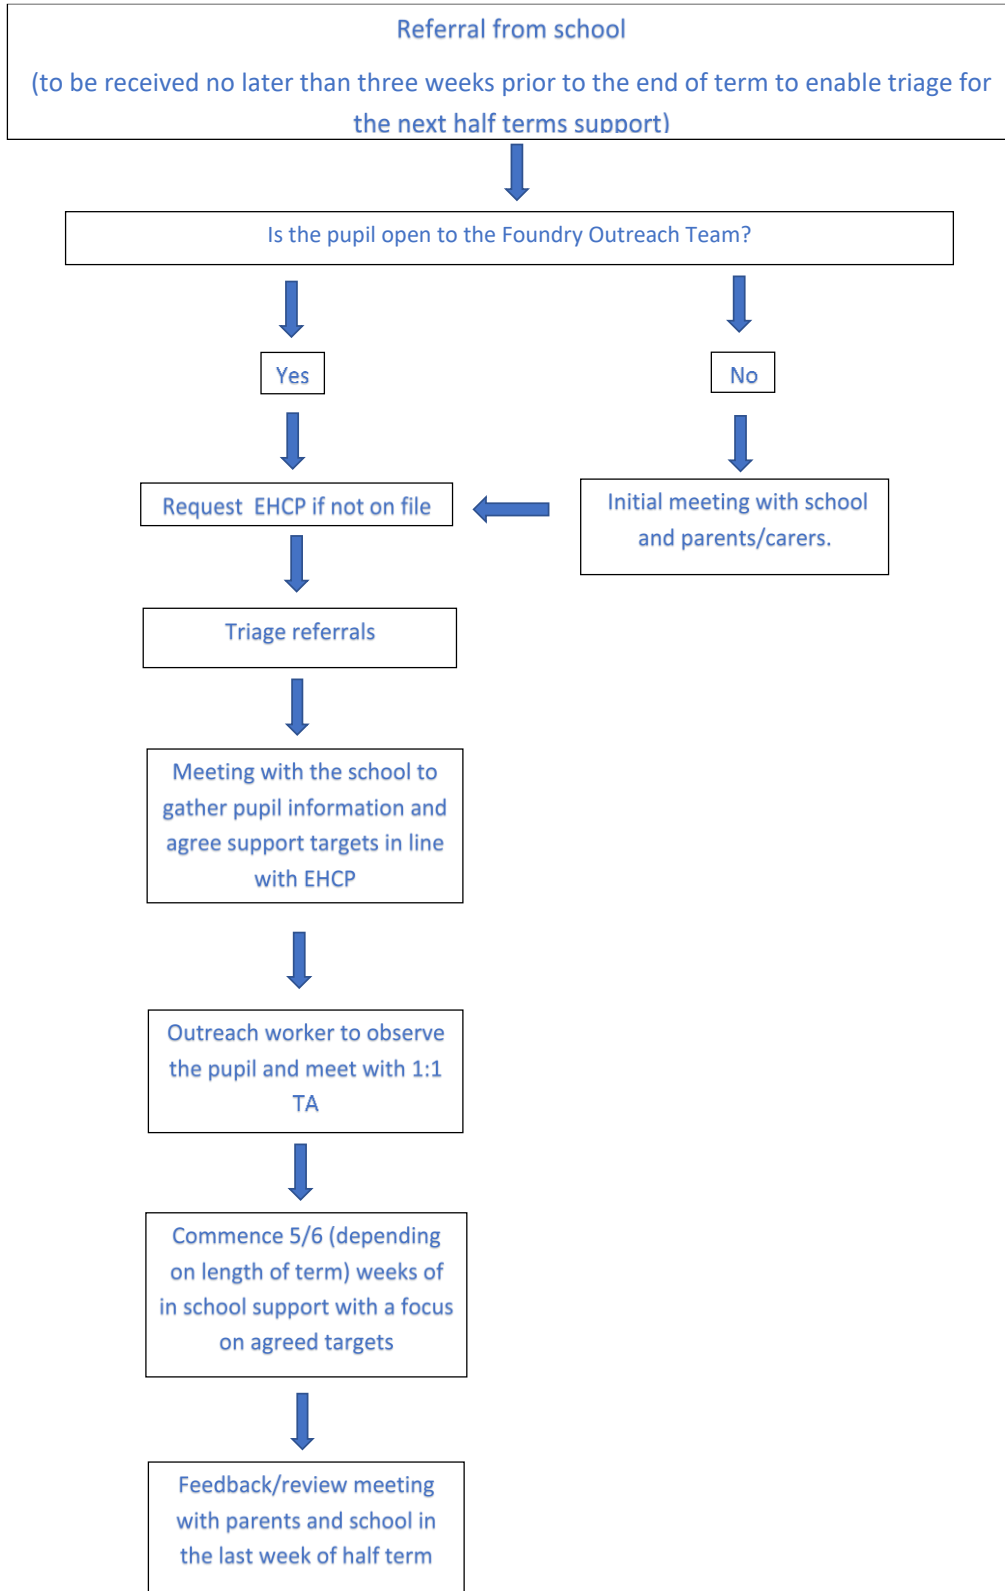 Referral from school
(to be received no later than three weeks prior to the end of term to enable triage for
the next half terms support)
Is the pupil open to the Foundry Outreach Team?
Yes
No
Request EHCP if not on file
Initial meeting with school
and parents/carers.
Triage referrals
Meeting with the school to
gather pupil information and
agree support targets in line
with EHCP
Outreach worker to observe
the pupil and meet with 1:1
TA
Commence 5/6 (depending
on length of term) weeks of
in school support with a focus
on agreed targets
Feedback/review meeting
with parents and school in
the last week of half term